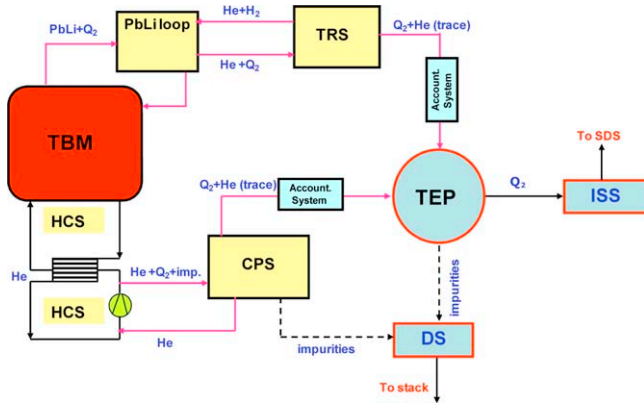 PbLi+Q₂
PbLi loop
He+H₂
He+Q₂
TRS
Q₂+He (trace)
Account.
System
TBM
To SDS
Q₂+He (trace)
Account.
System
TEP
Q₂
ISS
HCS
He
He +Q₂+imp.
CPS
HCS
He
impurities
impurities
DS
To stack